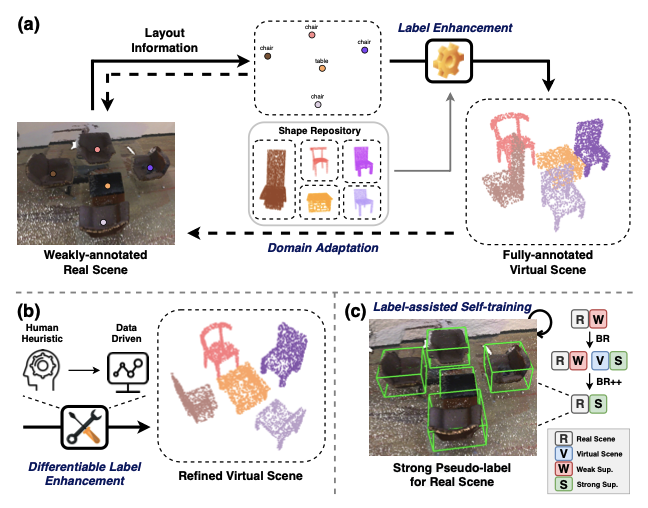 (a)
Layout
Information
chair
chair
chair
table
chair
Label Enhancement
Shape Repository
Weakly-annotated
Real Scene
Domain Adaptation
Fully-annotated
Virtual Scene
(b)
Human
Heuristic
Data
Driven
Differentiable Label
Enhancement
Refined Virtual Scene
(c)
Label-assisted Self-training
R W
BR
R W V S
BR++
R S
Strong Pseudo-label
for Real Scene
R Real Scene
V Virtual Scene
W Weak Sup.
S Strong Sup.